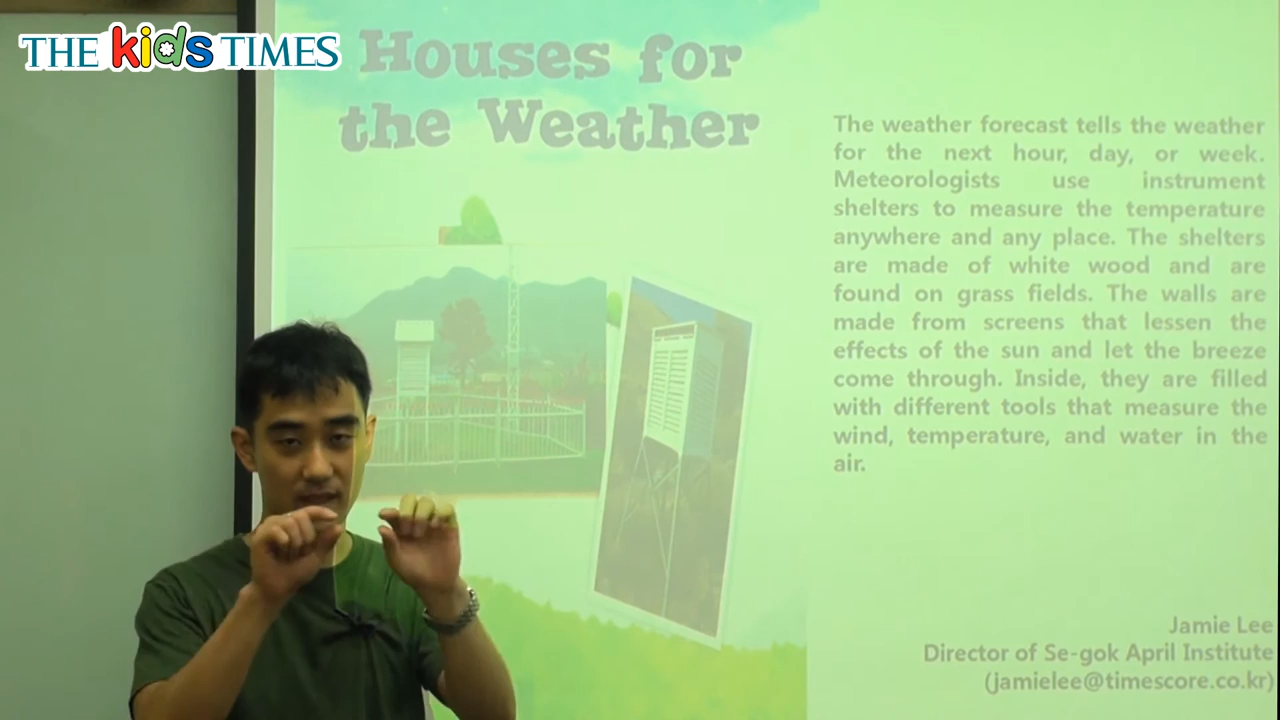 THE kids TIMES
Houses for
the Weather
The weather forecast tells the weather
for the next hour, day, or week.
Meteorologists use instrument
shelters to measure the temperature
anywhere and any place. The shelters
are made of white wood and are
found on grass fields. The walls are
made from screens that lessen the
effects of the sun and let the breeze
come through. Inside, they are filled
with different tools that measure the
wind, temperature, and water in the
air.
Jamie Lee
Director of Se-gok April Institute
(jamielee@timescore.co.kr)